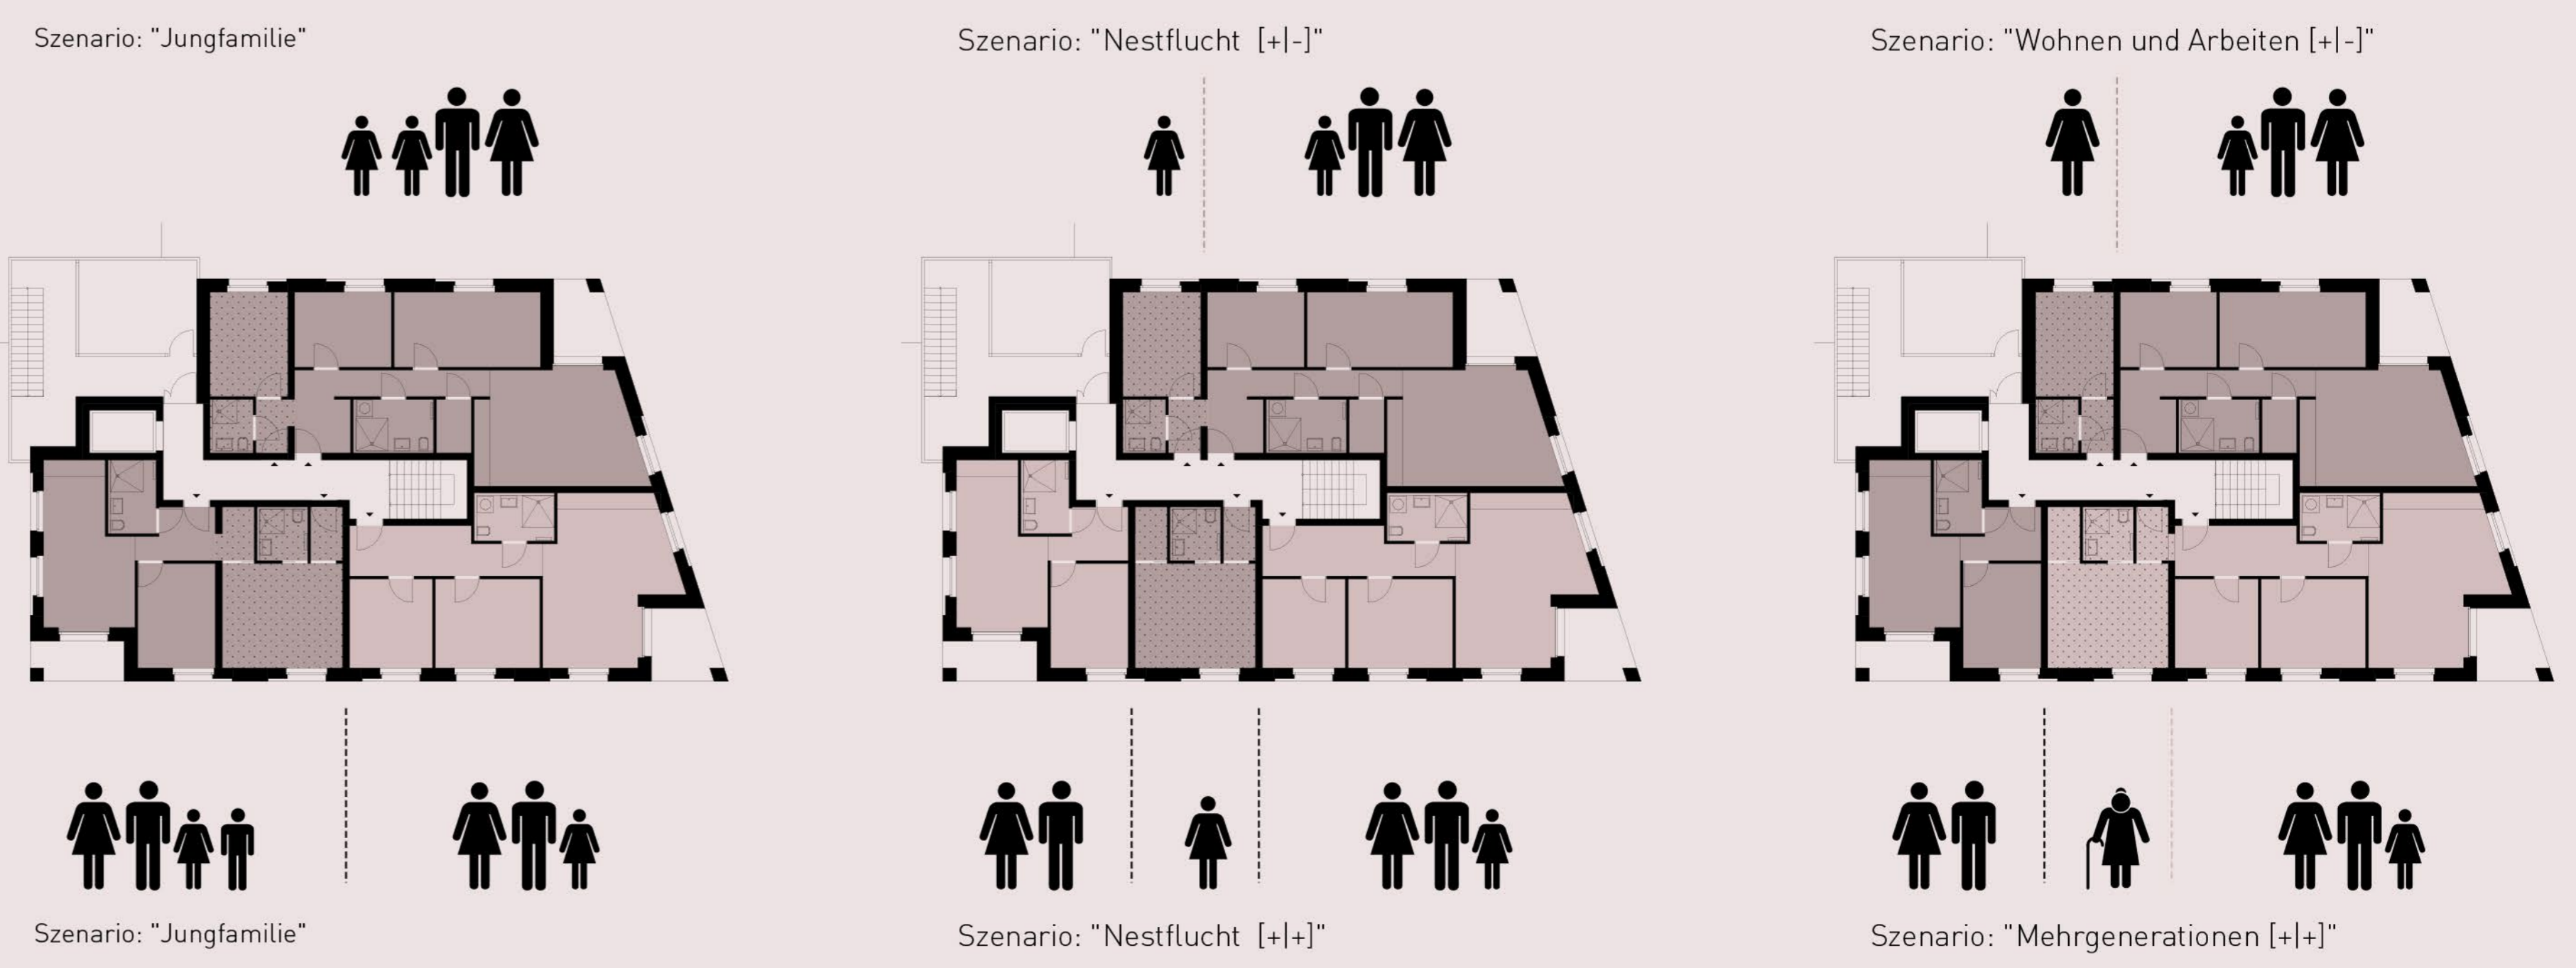 Szenario: "Jungfamilie"
Szenario: "Nestflucht [+|-]"
Szenario: "Wohnen und Arbeiten [+|-]"
Szenario: "Jungfamilie"
Szenario: "Nestflucht [+|+]"
Szenario: "Mehrgenerationen [+|+]"